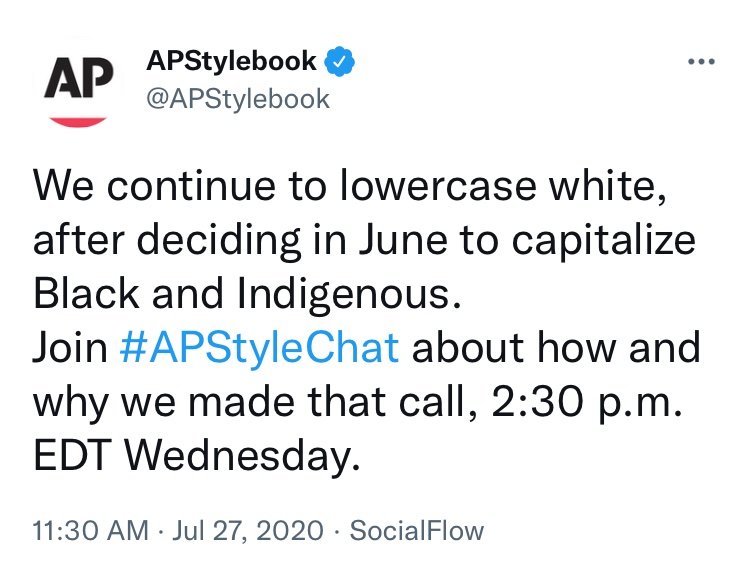 AP
APStylebook
@APStylebook
We continue to lowercase white,
after deciding in June to capitalize
Black and Indigenous.
Join #APStyleChat about how and
why we made that call, 2:30 p.m.
EDT Wednesday.
11:30 AM · Jul 27, 2020 · SocialFlow